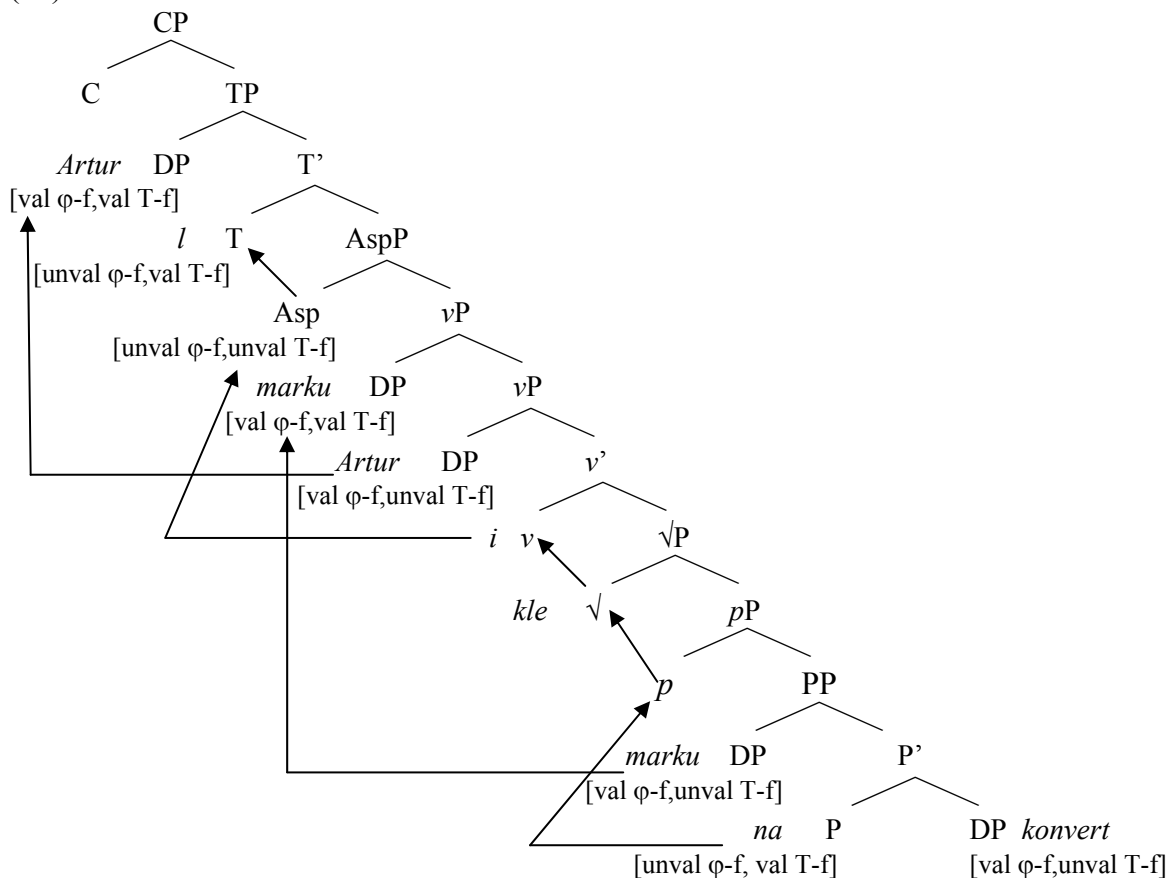 CP
C TP
Artur DP T’
[val φ-f,val T-f]
l T AspP
[unval φ-f,val T-f]
Asp vP
[unval φ-f,unval T-f]
marku DP vP
[val φ-f,val T-f]
Artur DP v’
[val φ-f,unval T-f]
i v √P
kle √ pP
p PP
marku DP P’
[val φ-f,unval T-f]
na P DP konvert
[unval φ-f, val T-f] [val φ-f,unval T-f]